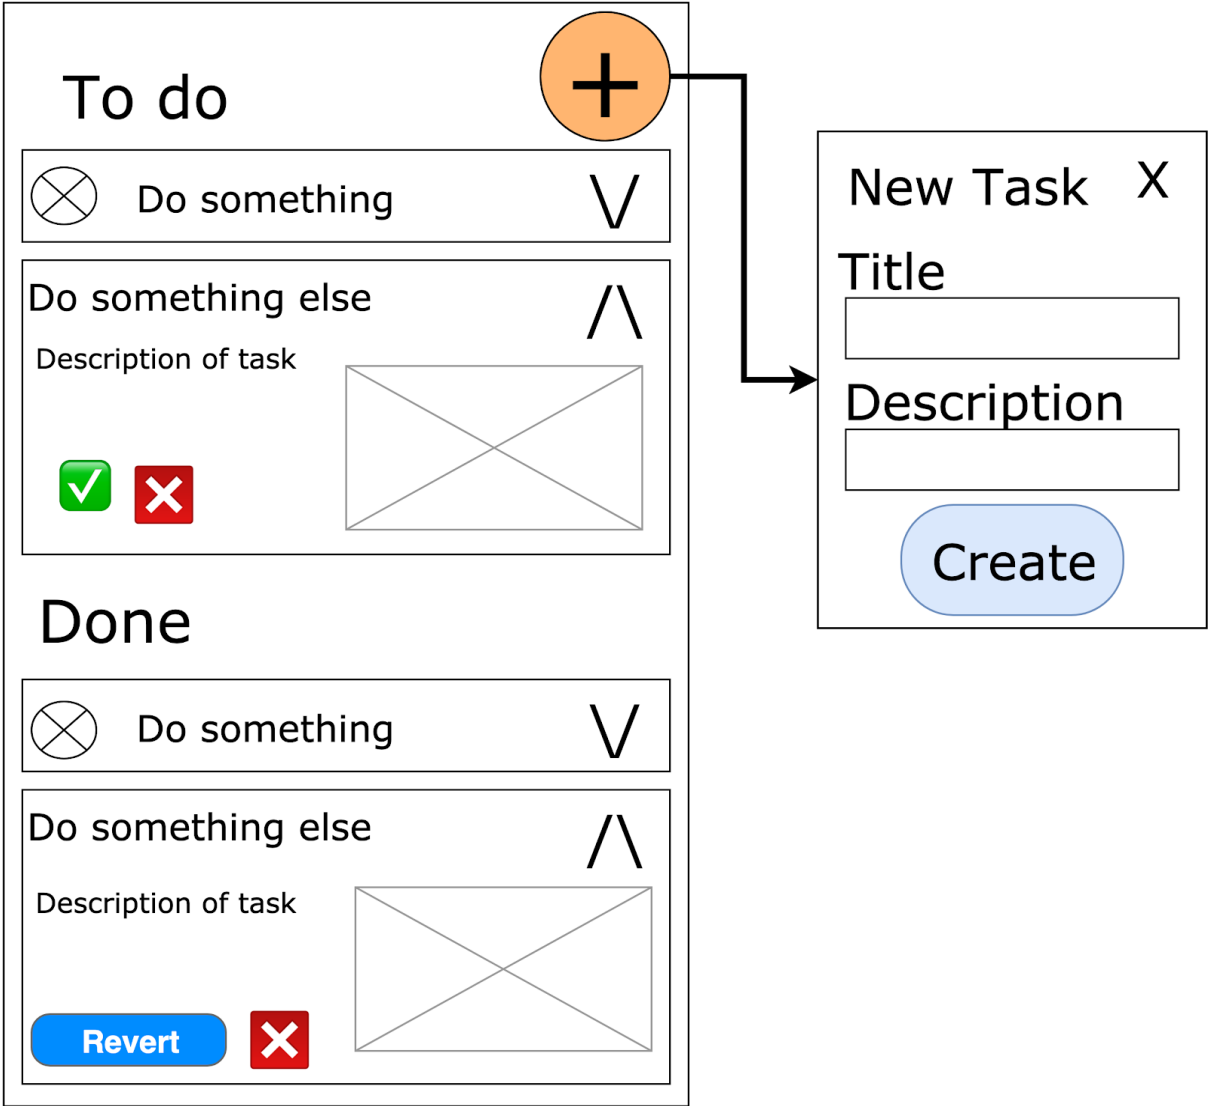 To do
+
Do something
\/
Do something else
/\
Description of task
Done
Do something
\/
Do something else
/\
Description of task
Revert
New Task X
Title
Description
Create